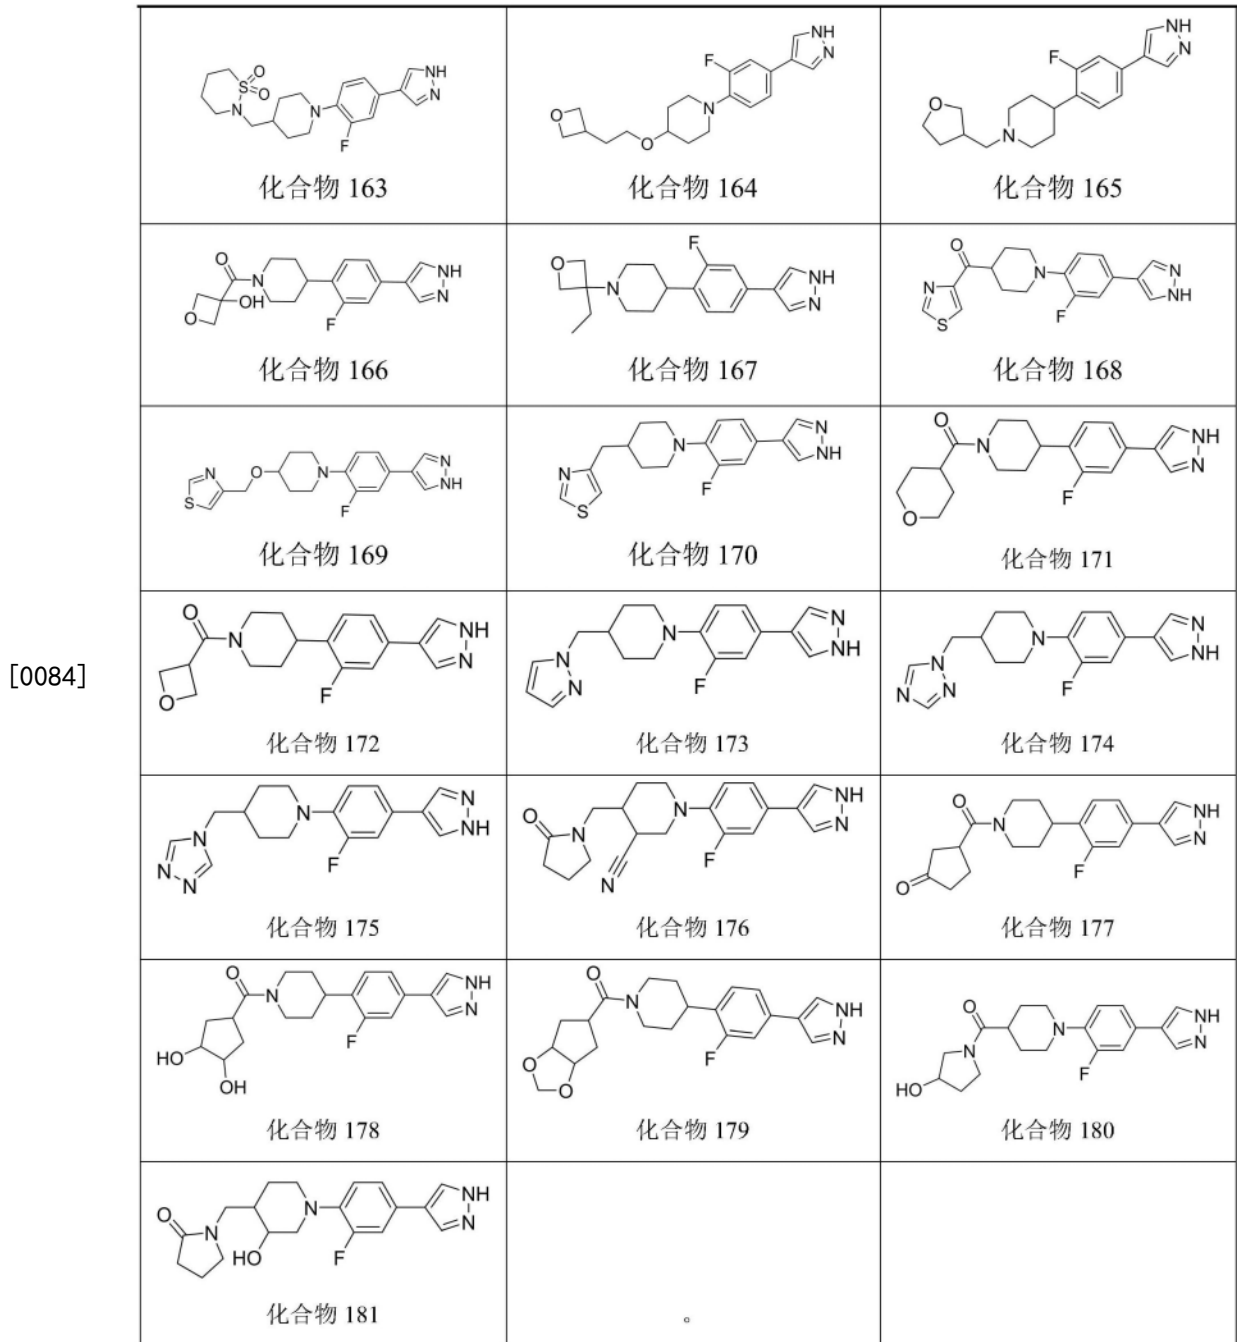 化合物 163
化合物 164
化合物 165
化合物 166
化合物 167
化合物 168
化合物 169
化合物 170
化合物 171
[0084]
化合物 172
化合物 173
化合物 174
化合物 175
化合物 176
化合物 177
化合物 178
化合物 179
化合物 180
化合物 181
。